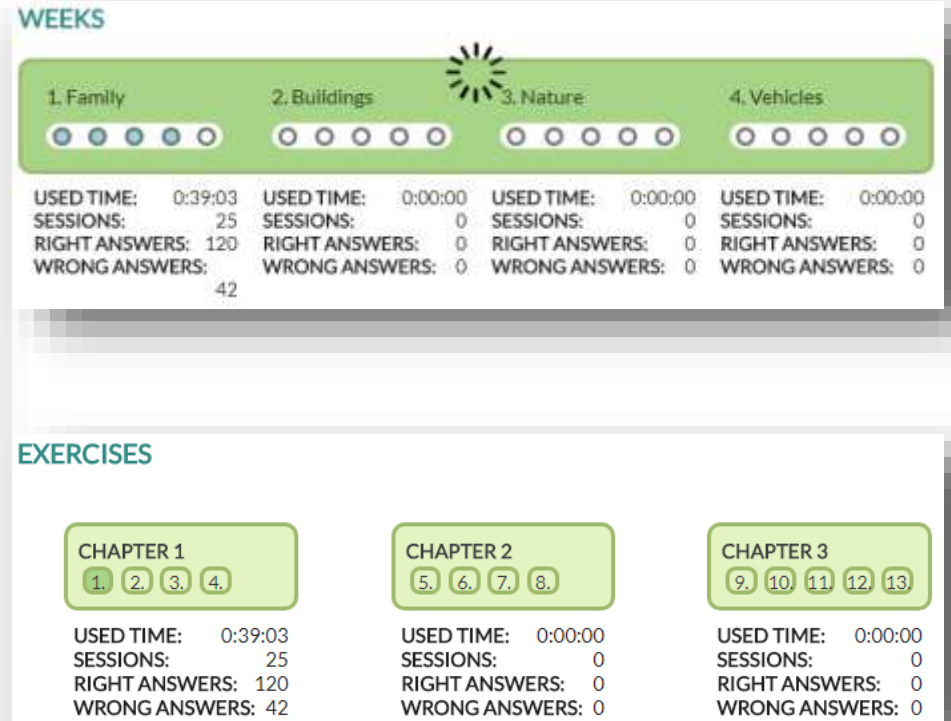 WEEKS
1. Family 2. Buildings 3. Nature 4. Vehicles
USED TIME: 0:39:03 USED TIME: 0:00:00 USED TIME: 0:00:00 USED TIME: 0:00:00
SESSIONS: 25 SESSIONS: 0 SESSIONS: 0 SESSIONS: 0
RIGHT ANSWERS: 120 RIGHT ANSWERS: 0 RIGHT ANSWERS: 0 RIGHT ANSWERS: 0
WRONG ANSWERS: WRONG ANSWERS: 0 WRONG ANSWERS: 0 WRONG ANSWERS: 0
42
EXERCISES
CHAPTER 1 CHAPTER 2 CHAPTER 3
1. 2. 3. 4. 5. 6. 7. 8. 9. 10. 11. 12. 13.
USED TIME: 0:39:03 USED TIME: 0:00:00 USED TIME: 0:00:00
SESSIONS: 25 SESSIONS: 0 SESSIONS: 0
RIGHT ANSWERS: 120 RIGHT ANSWERS: 0 RIGHT ANSWERS: 0
WRONG ANSWERS: 42 WRONG ANSWERS: 0 WRONG ANSWERS: 0